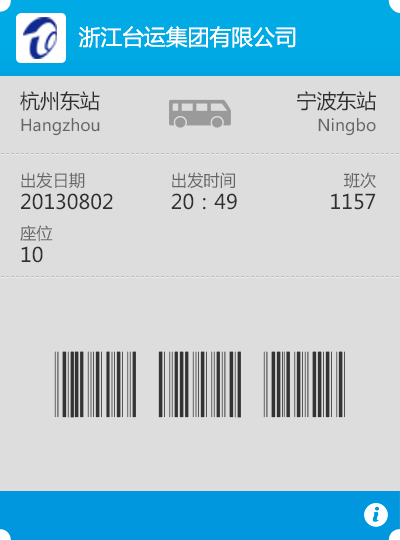 浙江台运集团有限公司
杭州东站 宁波东站
Hangzhou Ningbo
出发日期 出发时间 班次
20130802 20：49 1157
座位
10